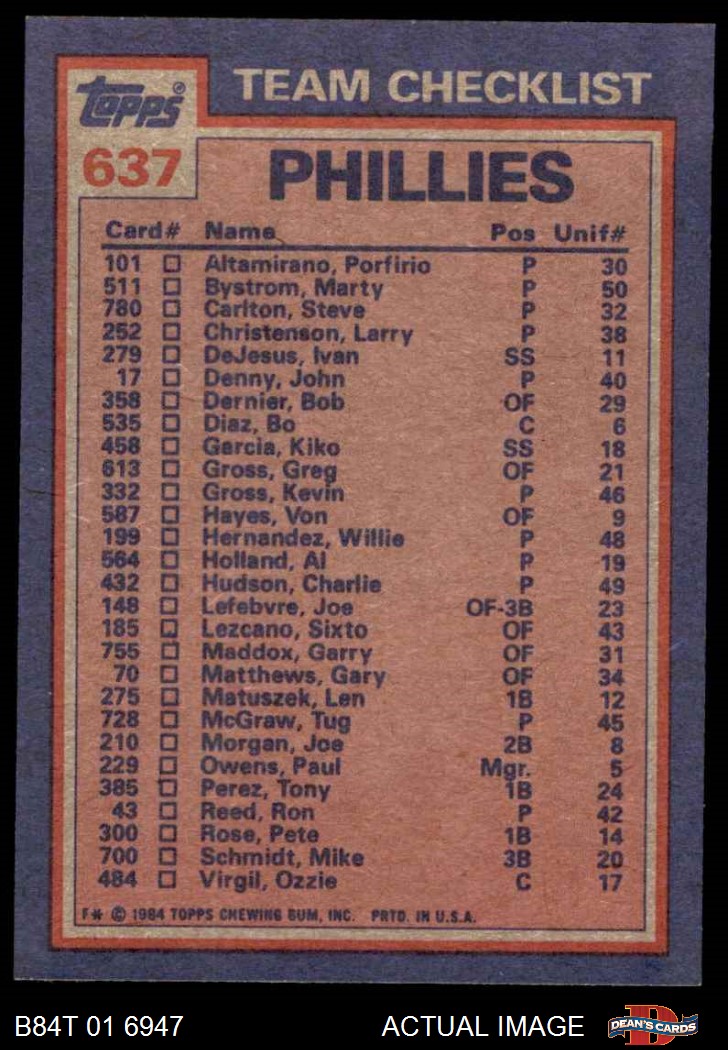 Topps®
TEAM CHECKLIST
637
PHILLIES
Card# Name Pos Unif#
101 □ Altamirano, Porfirio P 30
511 □ Bystrom, Marty P 50
780 □ Carlton, Steve P 32
252 □ Christenson, Larry P 38
279 □ DeJesus, Ivan SS 11
17 □ Denny, John P 40
358 □ Dernier, Bob OF 29
535 □ Diaz, Bo C 6
458 □ Garcia, Kiko SS 18
613 □ Gross, Greg OF 21
332 □ Gross, Kevin P 46
587 □ Hayes, Von OF 9
199 □ Hernandez, Willie P 48
564 □ Holland, Al P 19
432 □ Hudson, Charlie P 49
148 □ Lefebvre, Joe OF-3B 23
185 □ Lezcano, Sixto OF 43
755 □ Maddox, Garry OF 31
70 □ Matthews, Gary OF 34
275 □ Matuszek, Len 1B 12
728 □ McGraw, Tug P 45
210 □ Morgan, Joe 2B 8
229 □ Owens, Paul Mgr. 5
385 □ Perez, Tony 1B 24
43 □ Reed, Ron P 42
300 □ Rose, Pete 1B 14
700 □ Schmidt, Mike 3B 20
484 □ Virgil, Ozzie C 17
F* © 1984 TOPPS CHEWING GUM, INC. PRTD. IN U.S.A.
B84T 01 6947 ACTUAL IMAGE D DEAN'S CARDS